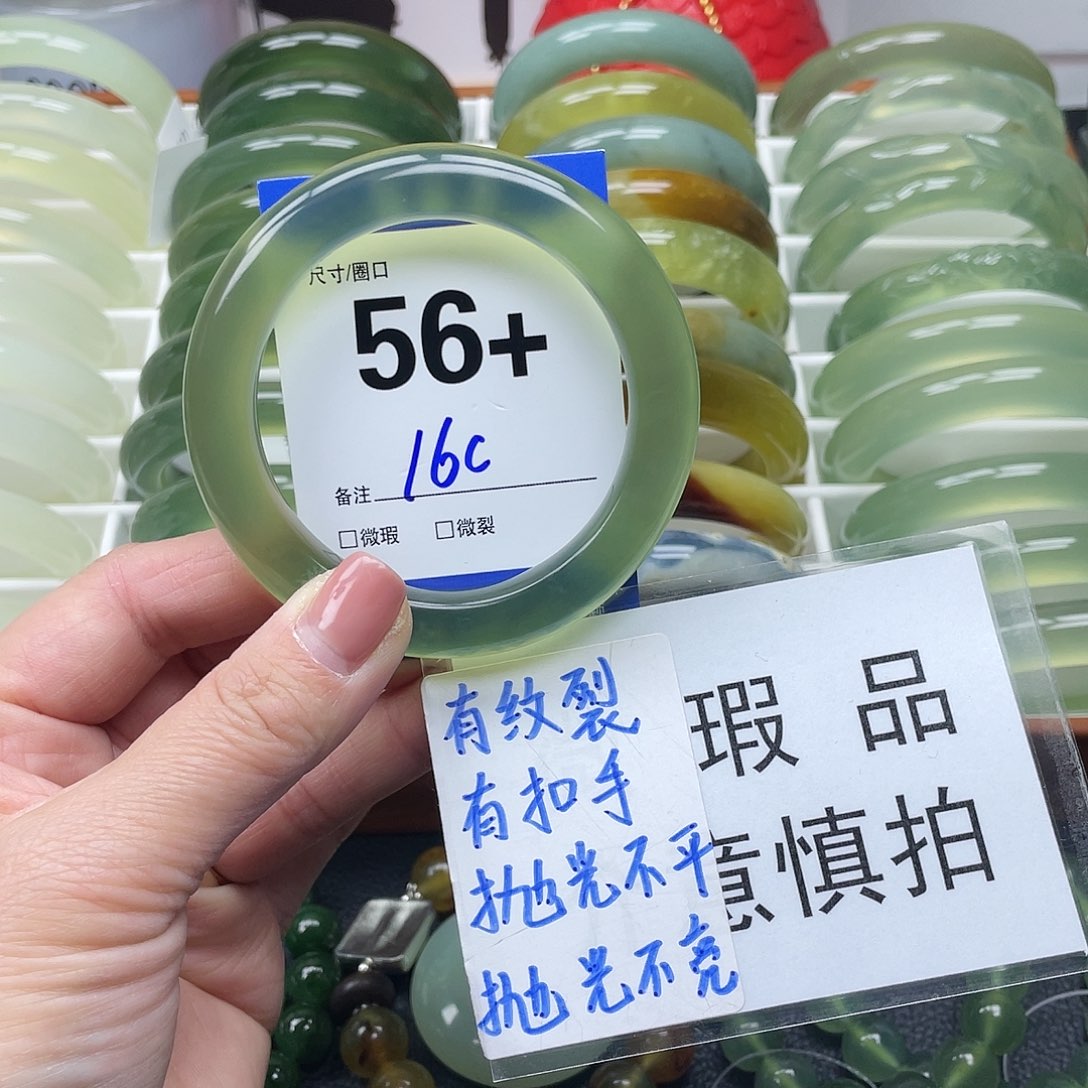 尺寸/圈口
56+
16c
备注
□微瑕 □微裂
瑕 品
意慎拍
有纹裂
有扣手
抛光不平
抛光不亮